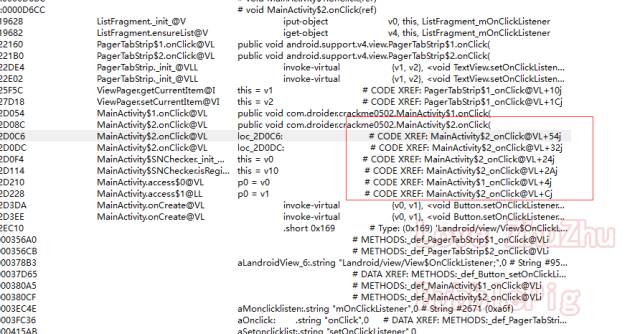 :0000D6CC # void MainActivity$2.onClick(ref)
19628 ListFragment._init_@V iput-object v0, this, ListFragment_mOnClickListener
19682 ListFragment.ensureList@V iget-object v4, this, ListFragment_mOnClickListener
22160 PagerTabStrip$1.onClick@VL public void android.support.v4.view.PagerTabStrip$1.onClick(
221B0 PagerTabStrip$2.onClick@VL public void android.support.v4.view.PagerTabStrip$2.onClick(
22DE4 PagerTabStrip._init_@VLL invoke-virtual {v1, v2}, <void TextView.setOnClickListen...
22E02 PagerTabStrip._init_@VLL invoke-virtual {v1, v2}, <void TextView.setOnClickListen...
25F5C ViewPager.getCurrentItem@I this = v1 # CODE XREF: PagerTabStrip$1_onClick@VL+10j
27D18 ViewPager.setCurrentItem@VI this = v1 # CODE XREF: PagerTabStrip$2_onClick@VL+1Cj
2D054 MainActivity$1.onClick@VL public void com.droider.crackme0502.MainActivity$1.onClick(
2D08C MainActivity$2.onClick@VL public void com.droider.crackme0502.MainActivity$2.onClick(
2D0C6 MainActivity$2.onClick@VL loc_2D0C6: # CODE XREF: MainActivity$2_onClick@VL+54j
2D0DC MainActivity$2.onClick@VL loc_2D0DC: # CODE XREF: MainActivity$2_onClick@VL+32j
2D0F4 MainActivity$SNChecker._init_... this = v0 # CODE XREF: MainActivity$2_onClick@VL+24j
2D114 MainActivity$SNChecker.isRegi... this = v10 # CODE XREF: MainActivity$2_onClick@VL+2Aj
2D210 MainActivity.access$0@VL p0 = v0 # CODE XREF: MainActivity$1_onClick@VL+4j
2D228 MainActivity.access$1@LL p0 = v1 # CODE XREF: MainActivity$2_onClick@VL+Cj
2D3DA MainActivity.onCreate@VL invoke-virtual {v0, v1}, <void Button.setOnClickListener...
2D3EE MainActivity.onCreate@VL invoke-virtual {v0, v1}, <void Button.setOnClickListener...
2EC10 .short 0x169 # Type: (0x169) 'Landroid/view/View$OnClickListener;'
000356A0 # METHODS:_def_PagerTabStrip$1_onClick@VLi
000356CB # METHODS:_def_PagerTabStrip$2_onClick@VLi
000378B3 aLandroidView_6:.string "Landroid/view/View$OnClickListener;",0 # String #95...
00037D65 # DATA XREF: METHODS:_def_Button_setOnClickLi...
000380A5 # METHODS:_def_MainActivity$1_onClick@VLi
000380CF # METHODS:_def_MainActivity$2_onClick@VLi
0003EC4E aMonclicklisten:.string "mOnClickListener",0 # String #2671 (0xa6f)
0003FC36 aOnclick: .string "onClick",0 # DATA XREF: METHODS:_def_PagerTabStri...
000415AB aSetonclicklist:.string "setOnClickListener",0